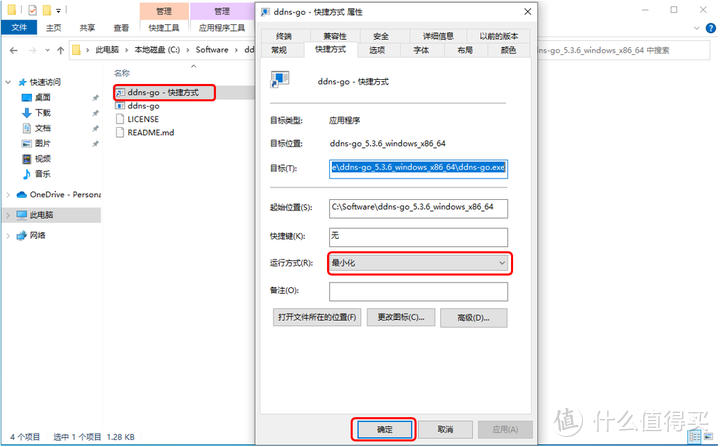 管理
管理
文件
主页
共享
查看
快捷工具
应用程序工具
此电脑
本地磁盘 (C:)
Software
dd
dns-go_5.3.6_windows_x86_64 中搜索
快速访问
桌面
下载
文档
图片
视频
音乐
OneDrive - Persona
此电脑
网络
名称
ddns-go - 快捷方式
ddns-go
LICENSE
README.md
4 个项目
选中 1 个项目 1.28 KB
ddns-go - 快捷方式 属性
终端
兼容性
安全
详细信息
以前的版本
常规
快捷方式
选项
字体
布局
颜色
ddns-go - 快捷方式
目标类型:
应用程序
目标位置:
ddns-go_5.3.6_windows_x86_64
目标(T):
e\ddns-go_5.3.6_windows_x86_64\ddns-go.exe
起始位置(S):
C:\Software\ddns-go_5.3.6_windows_x86_64
快捷键(K):
无
运行方式(R):
最小化
备注(O):
打开文件所在的位置(F)
更改图标(C)...
高级(D)...
确定
取消
应用(A)
值 什么值得买